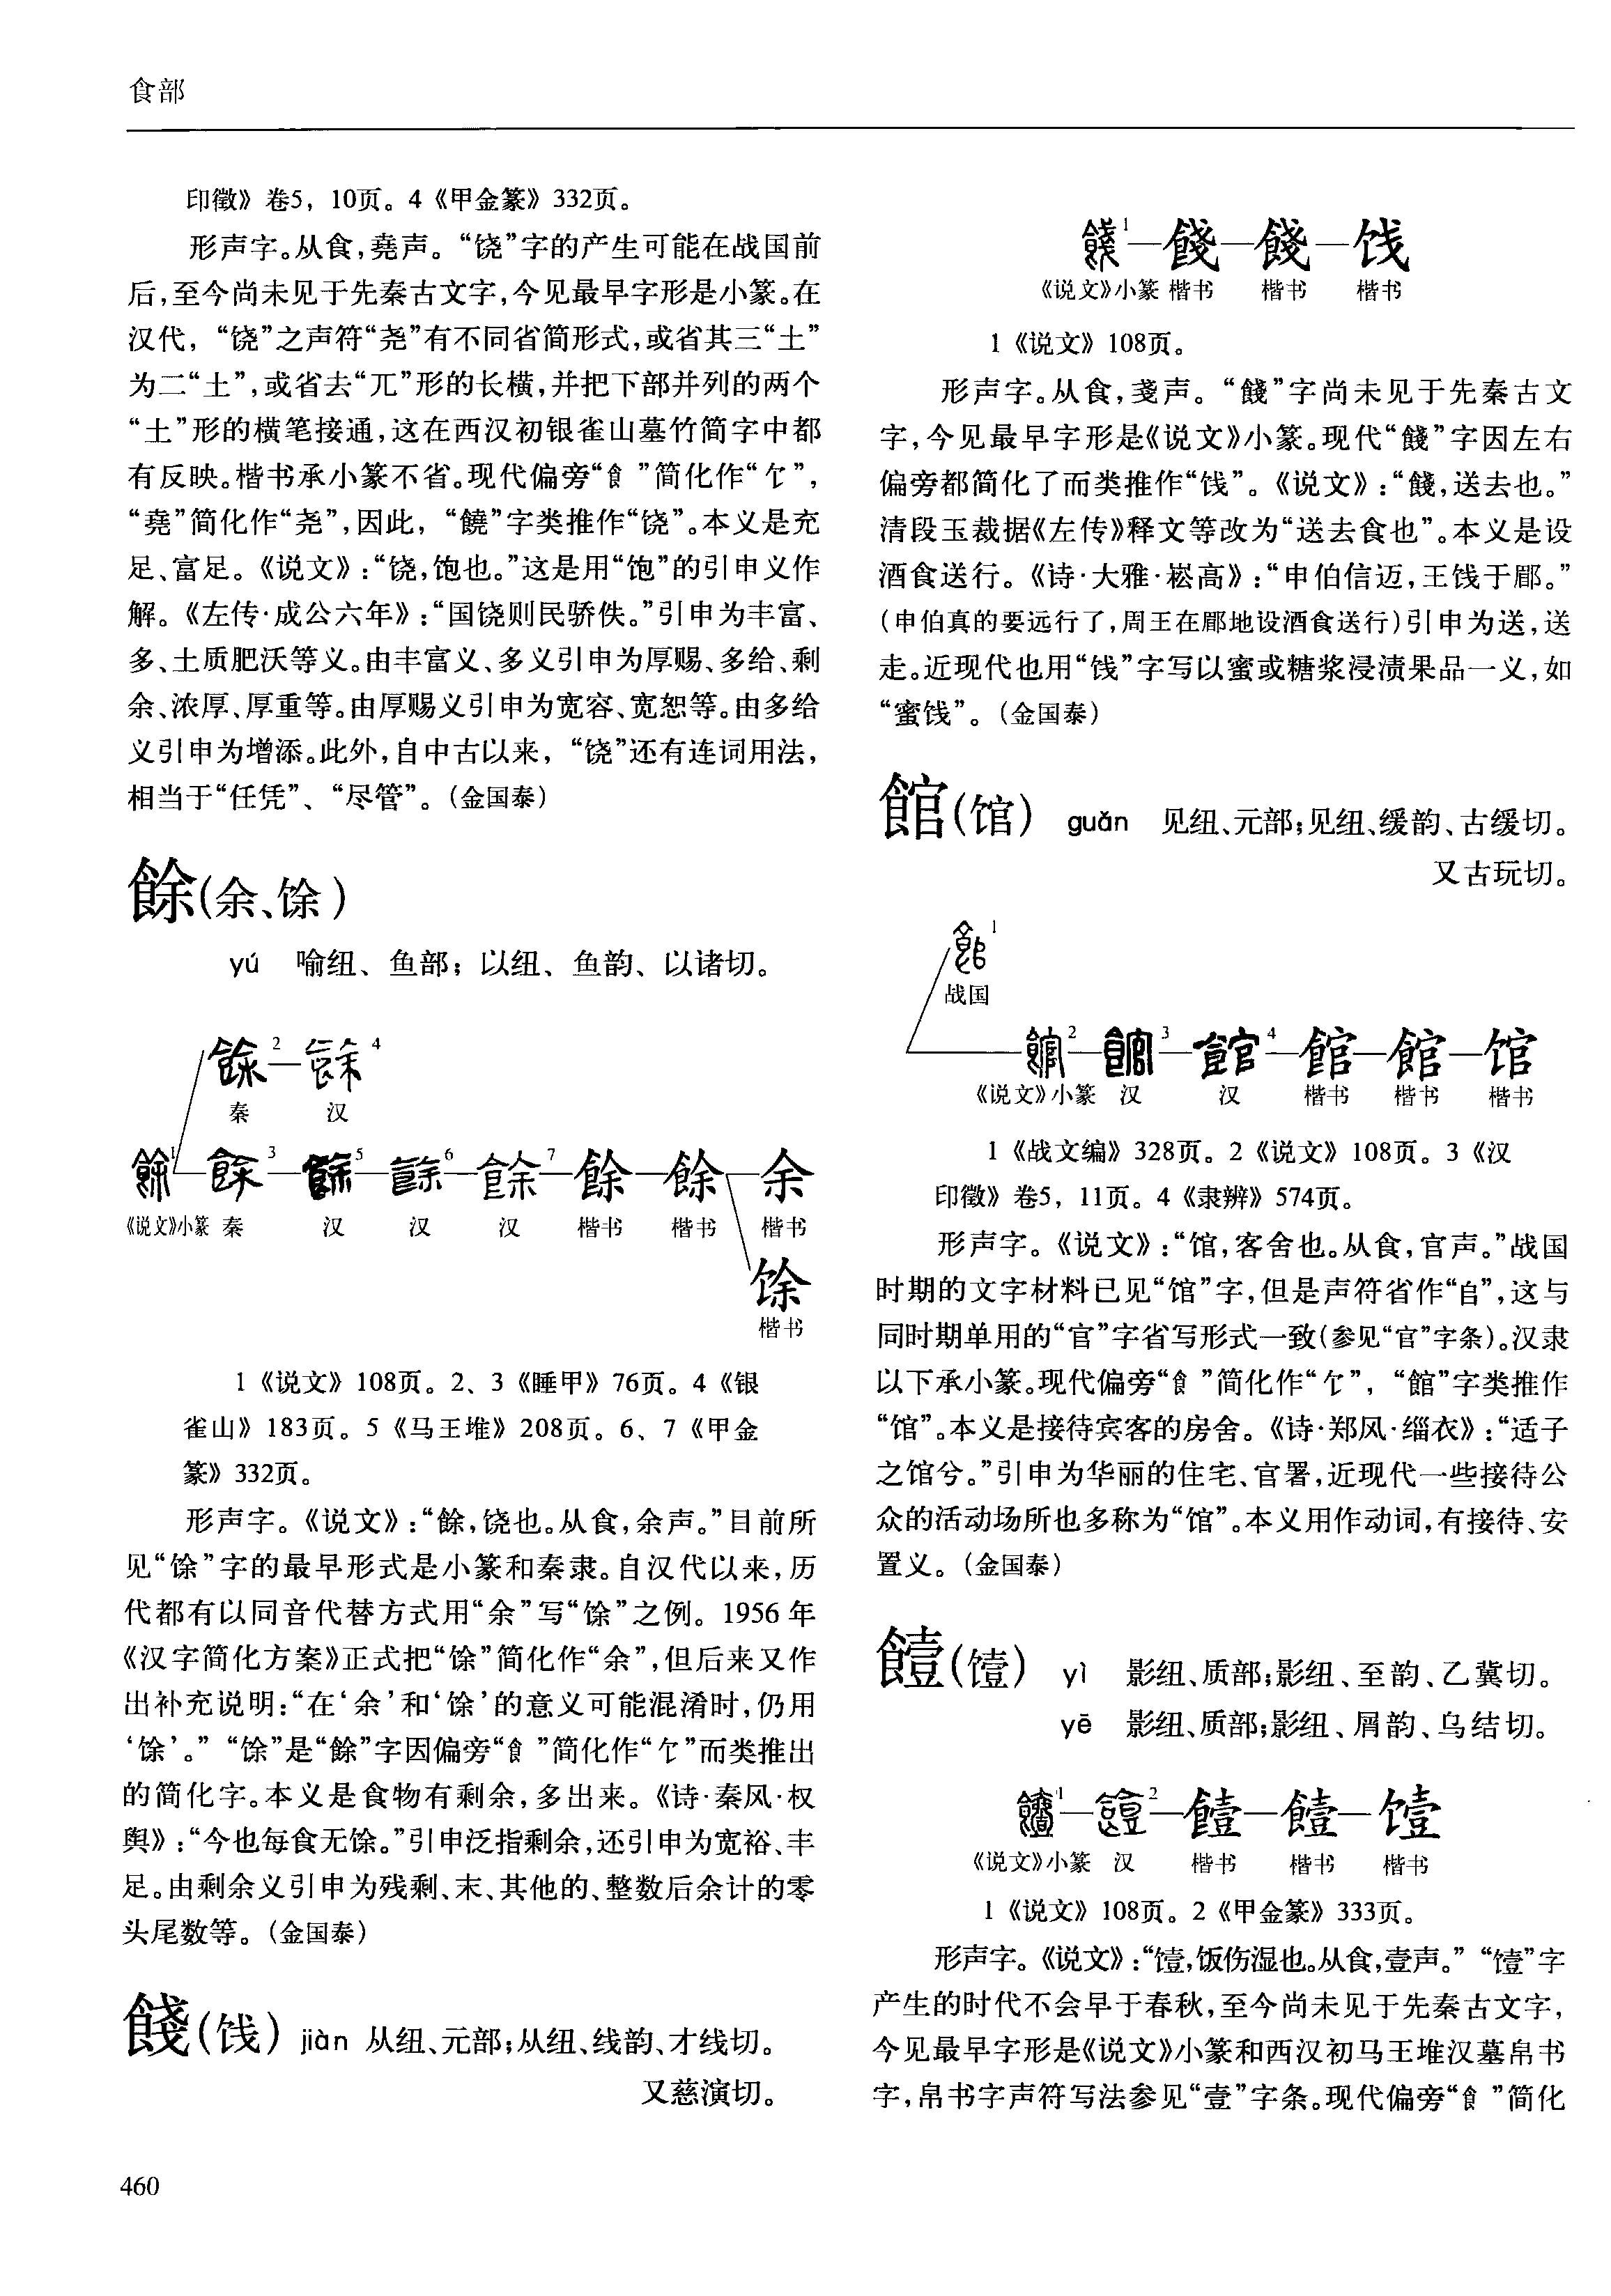 食部
印徵》卷5，10页。4《甲金篆》332页。
形声字。从食，堯声。“饶”字的产生可能在战国前
后，至今尚未见于先秦古文字，今见最早字形是小篆。在
汉代，“饶”之声符“尧”有不同省简形式，或省其三“土”
为二“土”，或省去“兀”形的长横，并把下部并列的两个
“土”形的横笔接通，这在西汉初银雀山墓竹简字中都
有反映。楷书承小篆不省。现代偏旁“飠”简化作“饣”，
“堯”简化作“尧”，因此，“饒”字类推作“饶”。本义是充
足、富足。《说文》：“饶，饱也。”这是用“饱”的引申义作
解。《左传·成公六年》：“国饶则民骄佚。”引申为丰富、
多、土质肥沃等义。由丰富义、多义引申为厚赐、多给、剩
余、浓厚、厚重等。由厚赐义引申为宽容、宽恕等。由多给
义引申为增添。此外，自中古以来，“饶”还有连词用法，
相当于“任凭”、“尽管”。（金国泰）
餘（余、馀）
yú 喻纽、鱼部；以纽、鱼韵、以诸切。
餘2—餘4
秦 汉
餘1—餘3—餘5—餘6—餘7—餘—餘—余
《说文》小篆 秦 汉 汉 汉 楷书 楷书 楷书
馀
楷书
1《说文》108页。2、3《睡甲》76页。4《银
雀山》183页。5《马王堆》208页。6、7《甲金
篆》332页。
形声字。《说文》：“餘，饶也。从食，余声。”目前所
见“馀”字的最早形式是小篆和秦隶。自汉代以来，历
代都有以同音代替方式用“余”写“馀”之例。1956年
《汉字简化方案》正式把“馀”简化作“余”，但后来又作
出补充说明：“在‘余’和‘馀’的意义可能混淆时，仍用
‘馀’。”“馀”是“餘”字因偏旁“飠”简化作“饣”而类推出
的简化字。本义是食物有剩余，多出来。《诗·秦风·权
舆》：“今也每食无馀。”引申泛指剩余，还引申为宽裕、丰
足。由剩余义引申为残剩、末、其他的、整数后余计的零
头尾数等。（金国泰）
餞（饯）jiàn 从纽、元部；从纽、线韵、才线切。
又慈演切。
餞1—餞—餞—饯
《说文》小篆 楷书 楷书 楷书
1《说文》108页。
形声字。从食，戔声。“餞”字尚未见于先秦古文
字，今见最早字形是《说文》小篆。现代“餞”字因左右
偏旁都简化了而类推作“饯”。《说文》：“餞，送去也。”
清段玉裁据《左传》释文等改为“送去食也”。本义是设
酒食送行。《诗·大雅·崧高》：“申伯信迈，王饯于郿。”
（申伯真的要远行了，周王在郿地设酒食送行）引申为送，送
走。近现代也用“饯”字写以蜜或糖浆浸渍果品一义，如
“蜜饯”。（金国泰）
館（馆） guǎn 见纽、元部；见纽、缓韵、古缓切。
又古玩切。
館1
战国
館2—館3—館4—館—館—馆
《说文》小篆 汉 汉 楷书 楷书 楷书
1《战文编》328页。2《说文》108页。3《汉
印徵》卷5，11页。4《隶辨》574页。
形声字。《说文》：“馆，客舍也。从食，官声。”战国
时期的文字材料已见“馆”字，但是声符省作“𠂤”，这与
同时期单用的“官”字省写形式一致（参见“官”字条）。汉隶
以下承小篆。现代偏旁“飠”简化作“饣”，“館”字类推作
“馆”。本义是接待宾客的房舍。《诗·郑风·缁衣》：“适子
之馆兮。”引申为华丽的住宅、官署，近现代一些接待公
众的活动场所也多称为“馆”。本义用作动词，有接待、安
置义。（金国泰）
饐（𫗦） yì 影纽、质部；影纽、至韵、乙冀切。
yē 影纽、质部；影纽、屑韵、乌结切。
饐1—饐2—饐—饐—𫗦
《说文》小篆 汉 楷书 楷书 楷书
1《说文》108页。2《甲金篆》333页。
形声字。《说文》：“𫗦，饭伤湿也。从食，壹声。”“𫗦”字
产生的时代不会早于春秋，至今尚未见于先秦古文字，
今见最早字形是《说文》小篆和西汉初马王堆汉墓帛书
字，帛书字声符写法参见“壹”字条。现代偏旁“飠”简化
460